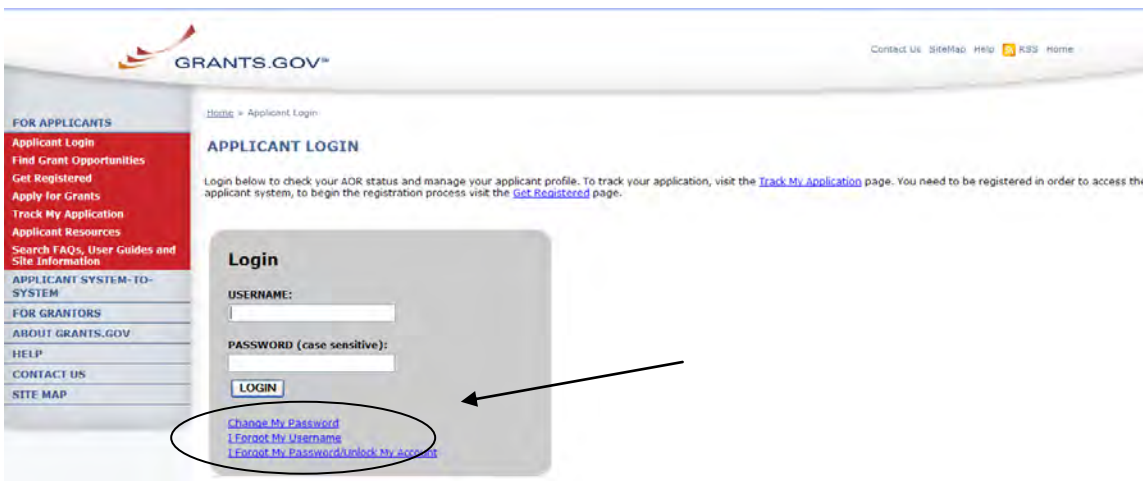 GRANTS.GOV℠
Contact Us SiteMap Help RSS Home
FOR APPLICANTS
Applicant Login
Find Grant Opportunities
Get Registered
Apply for Grants
Track My Application
Applicant Resources
Search FAQs, User Guides and
Site Information
APPLICANT SYSTEM-TO-
SYSTEM
FOR GRANTORS
ABOUT GRANTS.GOV
HELP
CONTACT US
SITE MAP
Home » Applicant Login
APPLICANT LOGIN
Login below to check your AOR status and manage your applicant profile. To track your application, visit the Track My Application page. You need to be registered in order to access the
applicant system, to begin the registration process visit the Get Registered page.
Login
USERNAME:
PASSWORD (case sensitive):
LOGIN
Change My Password
I Forgot My Username
I Forgot My Password/Unlock My Account